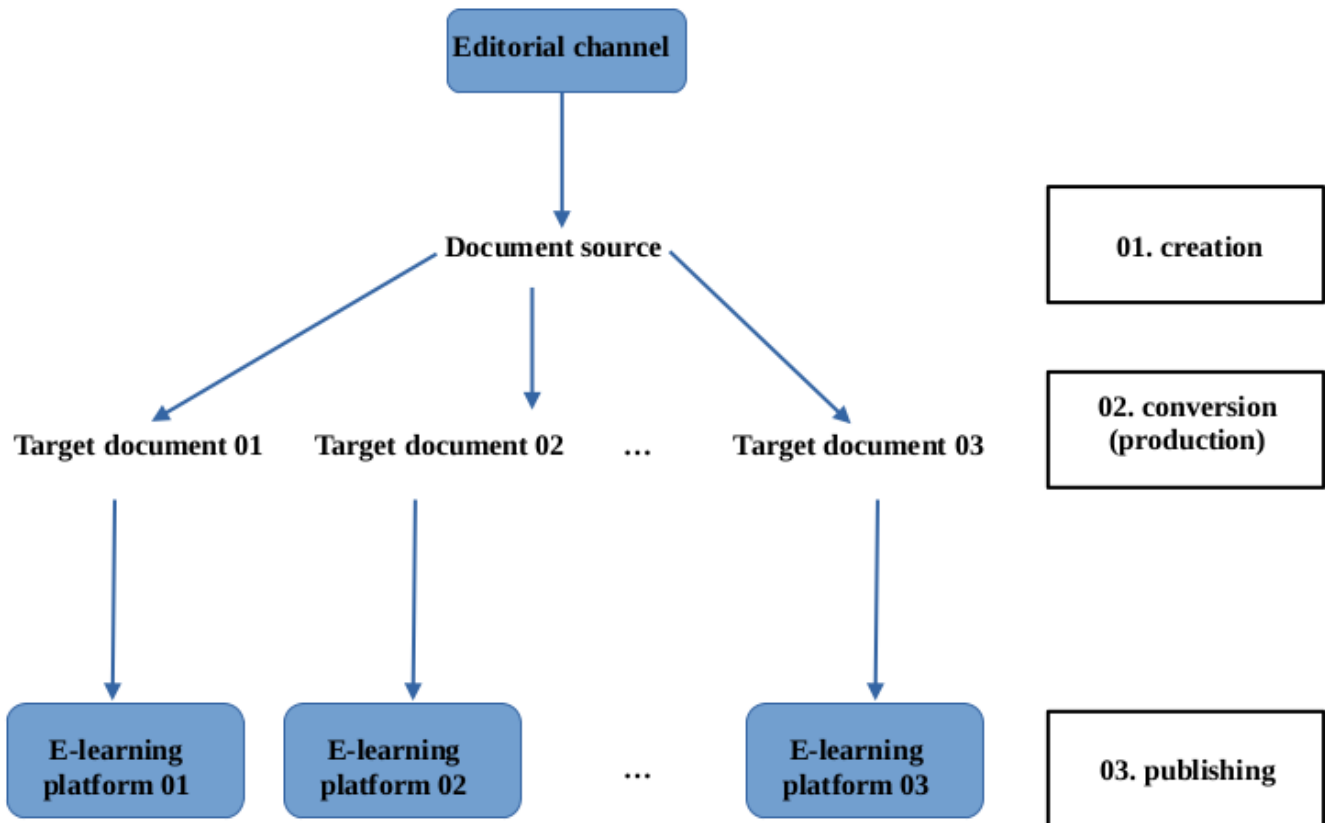 Editorial channel
Document source
01. creation
02. conversion
(production)
Target document 01
Target document 02
...
Target document 03
E-learning
platform 01
E-learning
platform 02
...
E-learning
platform 03
03. publishing